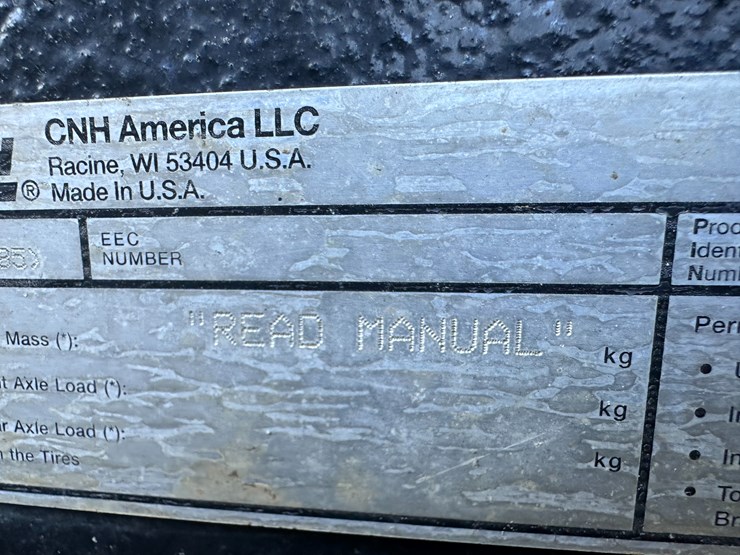 CNH America LLC
Racine, WI 53404 U.S.A.
® Made In U.S.A.
85)
EEC
NUMBER
Mass (*): "READ MANUAL" kg
Axle Load (*): kg
Axle Load (*): kg
the Tires